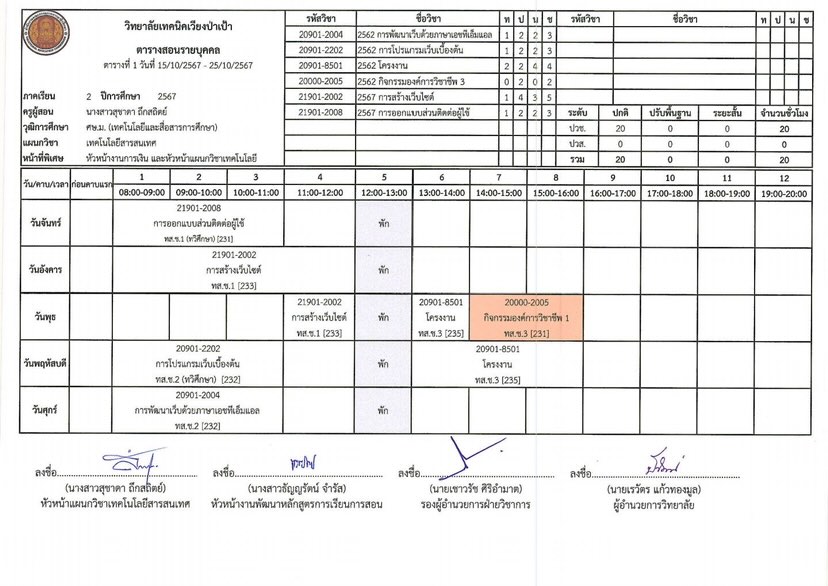 วิทยาลัยเทคนิคเวียงป่าเป้า
ตารางสอนรายบุคคล
ตารางที่ 1 วันที่ 15/10/2567 - 25/10/2567
ภาคเรียน 2 ปีการศึกษา 2567
ครูผู้สอน นางสาวสุชาดา ถึกสถิตย์
วุฒิการศึกษา ศษ.ม. (เทคโนโลยีและสื่อสารการศึกษา)
แผนกวิชา เทคโนโลยีสารสนเทศ
หน้าที่พิเศษ หัวหน้างานการเงิน และหัวหน้าแผนกวิชาเทคโนโลยี
รหัสวิชา ชื่อวิชา ท ป น ช รหัสวิชา ชื่อวิชา ท ป น ช
20901-2004 2562 การพัฒนาเว็บด้วยภาษาเอชทีเอ็มแอล 1 2 2 3
20901-2202 2562 การโปรแกรมเว็บเบื้องต้น 1 2 2 3
20901-8501 2562 โครงงาน 2 2 4 4
20000-2005 2562 กิจกรรมองค์การวิชาชีพ 3 0 2 0 2
21901-2002 2567 การสร้างเว็บไซต์ 1 4 3 5
21901-2008 2567 การออกแบบส่วนต่อผู้ใช้ 1 2 2 3
ระดับ ปกติ ปรับพื้นฐาน ระยะสั้น จำนวนชั่วโมง
ปวช. 20 0 0 20
ปวส. 0 0 0 0
รวม 20 0 0 20
วัน/คาบ/เวลา ก่อนคาบแรก 1 2 3 4 5 6 7 8 9 10 11 12
08:00-09:00 09:00-10:00 10:00-11:00 11:00-12:00 12:00-13:00 13:00-14:00 14:00-15:00 15:00-16:00 16:00-17:00 17:00-18:00 18:00-19:00 19:00-20:00
21901-2008
วันจันทร์ การออกแบบส่วนติดต่อผู้ใช้ พัก
ทส.ช.1 (ทวิศึกษา) [231]
21901-2002
วันอังคาร การสร้างเว็บไซต์ พัก
ทส.ช.1 [233]
21901-2002 20901-8501 20000-2005
วันพุธ การสร้างเว็บไซต์ พัก โครงงาน กิจกรรมองค์การวิชาชีพ 1
ทส.ช.1 [233] ทส.ช.3 [235] ทส.ช.3 [231]
20901-2202 20901-8501
วันพฤหัสบดี การโปรแกรมเว็บเบื้องต้น พัก โครงงาน
ทส.ช.2 (ทวิศึกษา) [232] ทส.ช.3 [235]
20901-2004
วันศุกร์ การพัฒนาเว็บด้วยภาษาเอชทีเอ็มแอล พัก
ทส.ช.2 [232]
ลงชื่อ ลงชื่อ ลงชื่อ ลงชื่อ
(นางสาวสุชาดา ถึกสถิตย์) (นางสาวธัญญรัตน์ จำรัส) (นายเชาวรัช ศิริอำมาต) (นายเรวัตร แก้วทองมูล)
หัวหน้าแผนกวิชาเทคโนโลยีสารสนเทศ หัวหน้างานพัฒนาหลักสูตรการเรียนการสอน รองผู้อำนวยการฝ่ายวิชาการ ผู้อำนวยการวิทยาลัย